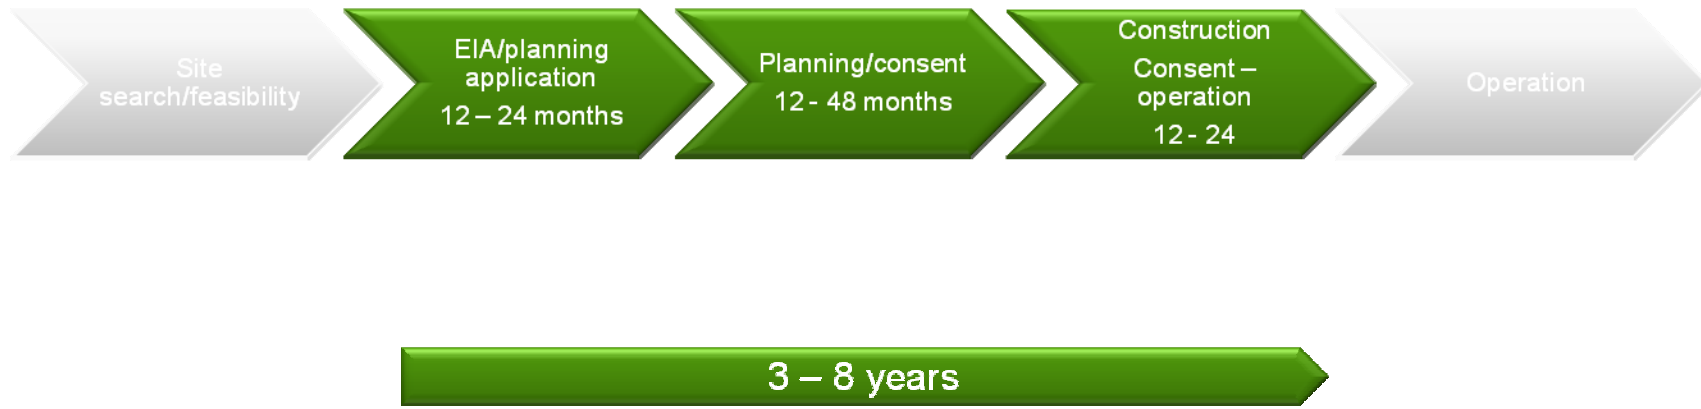 Site
search/feasibility
EIA/planning
application
12 – 24 months
Planning/consent
12 - 48 months
Construction
Consent –
operation
12 - 24
Operation
3 – 8 years